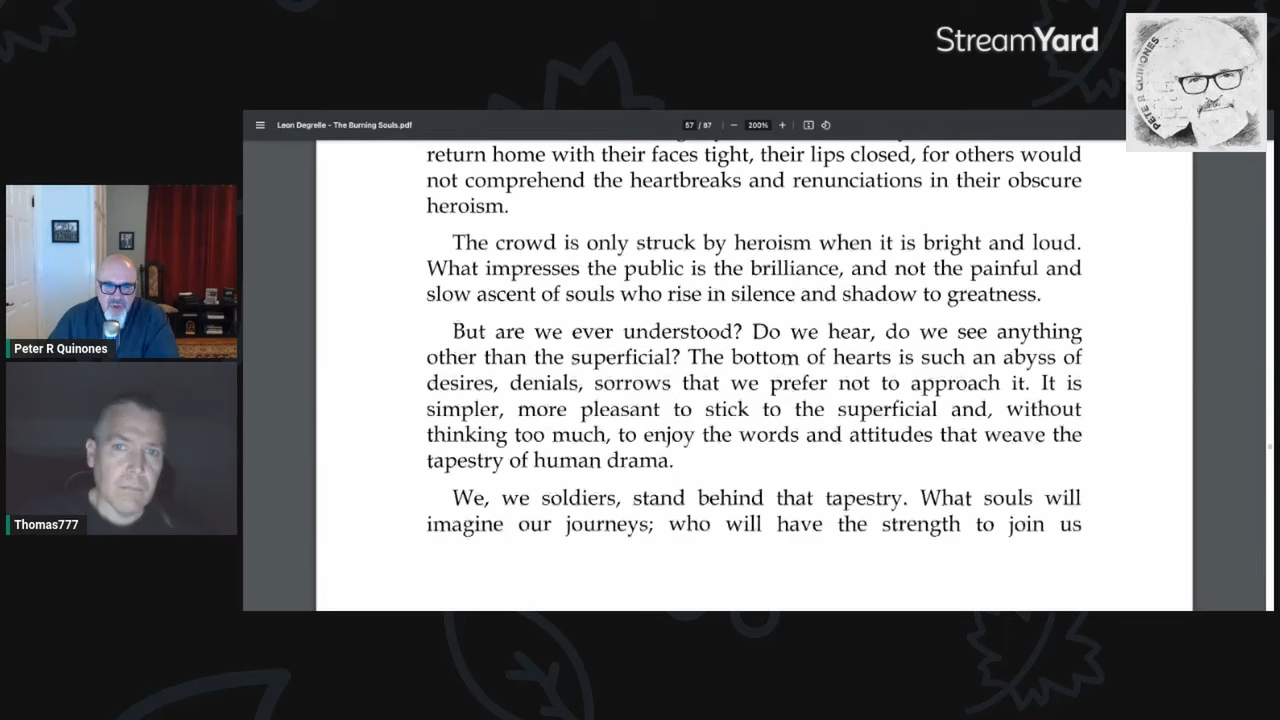 StreamYard
PETER R QUINONES
Leon Degrelle - The Burning Souls.pdf
57 / 87
200%
return home with their faces tight, their lips closed, for others would
not comprehend the heartbreaks and renunciations in their obscure
heroism.
The crowd is only struck by heroism when it is bright and loud.
What impresses the public is the brilliance, and not the painful and
slow ascent of souls who rise in silence and shadow to greatness.
But are we ever understood? Do we hear, do we see anything
other than the superficial? The bottom of hearts is such an abyss of
desires, denials, sorrows that we prefer not to approach it. It is
simpler, more pleasant to stick to the superficial and, without
thinking too much, to enjoy the words and attitudes that weave the
tapestry of human drama.
We, we soldiers, stand behind that tapestry. What souls will
imagine our journeys; who will have the strength to join us
Peter R Quinones
Thomas777